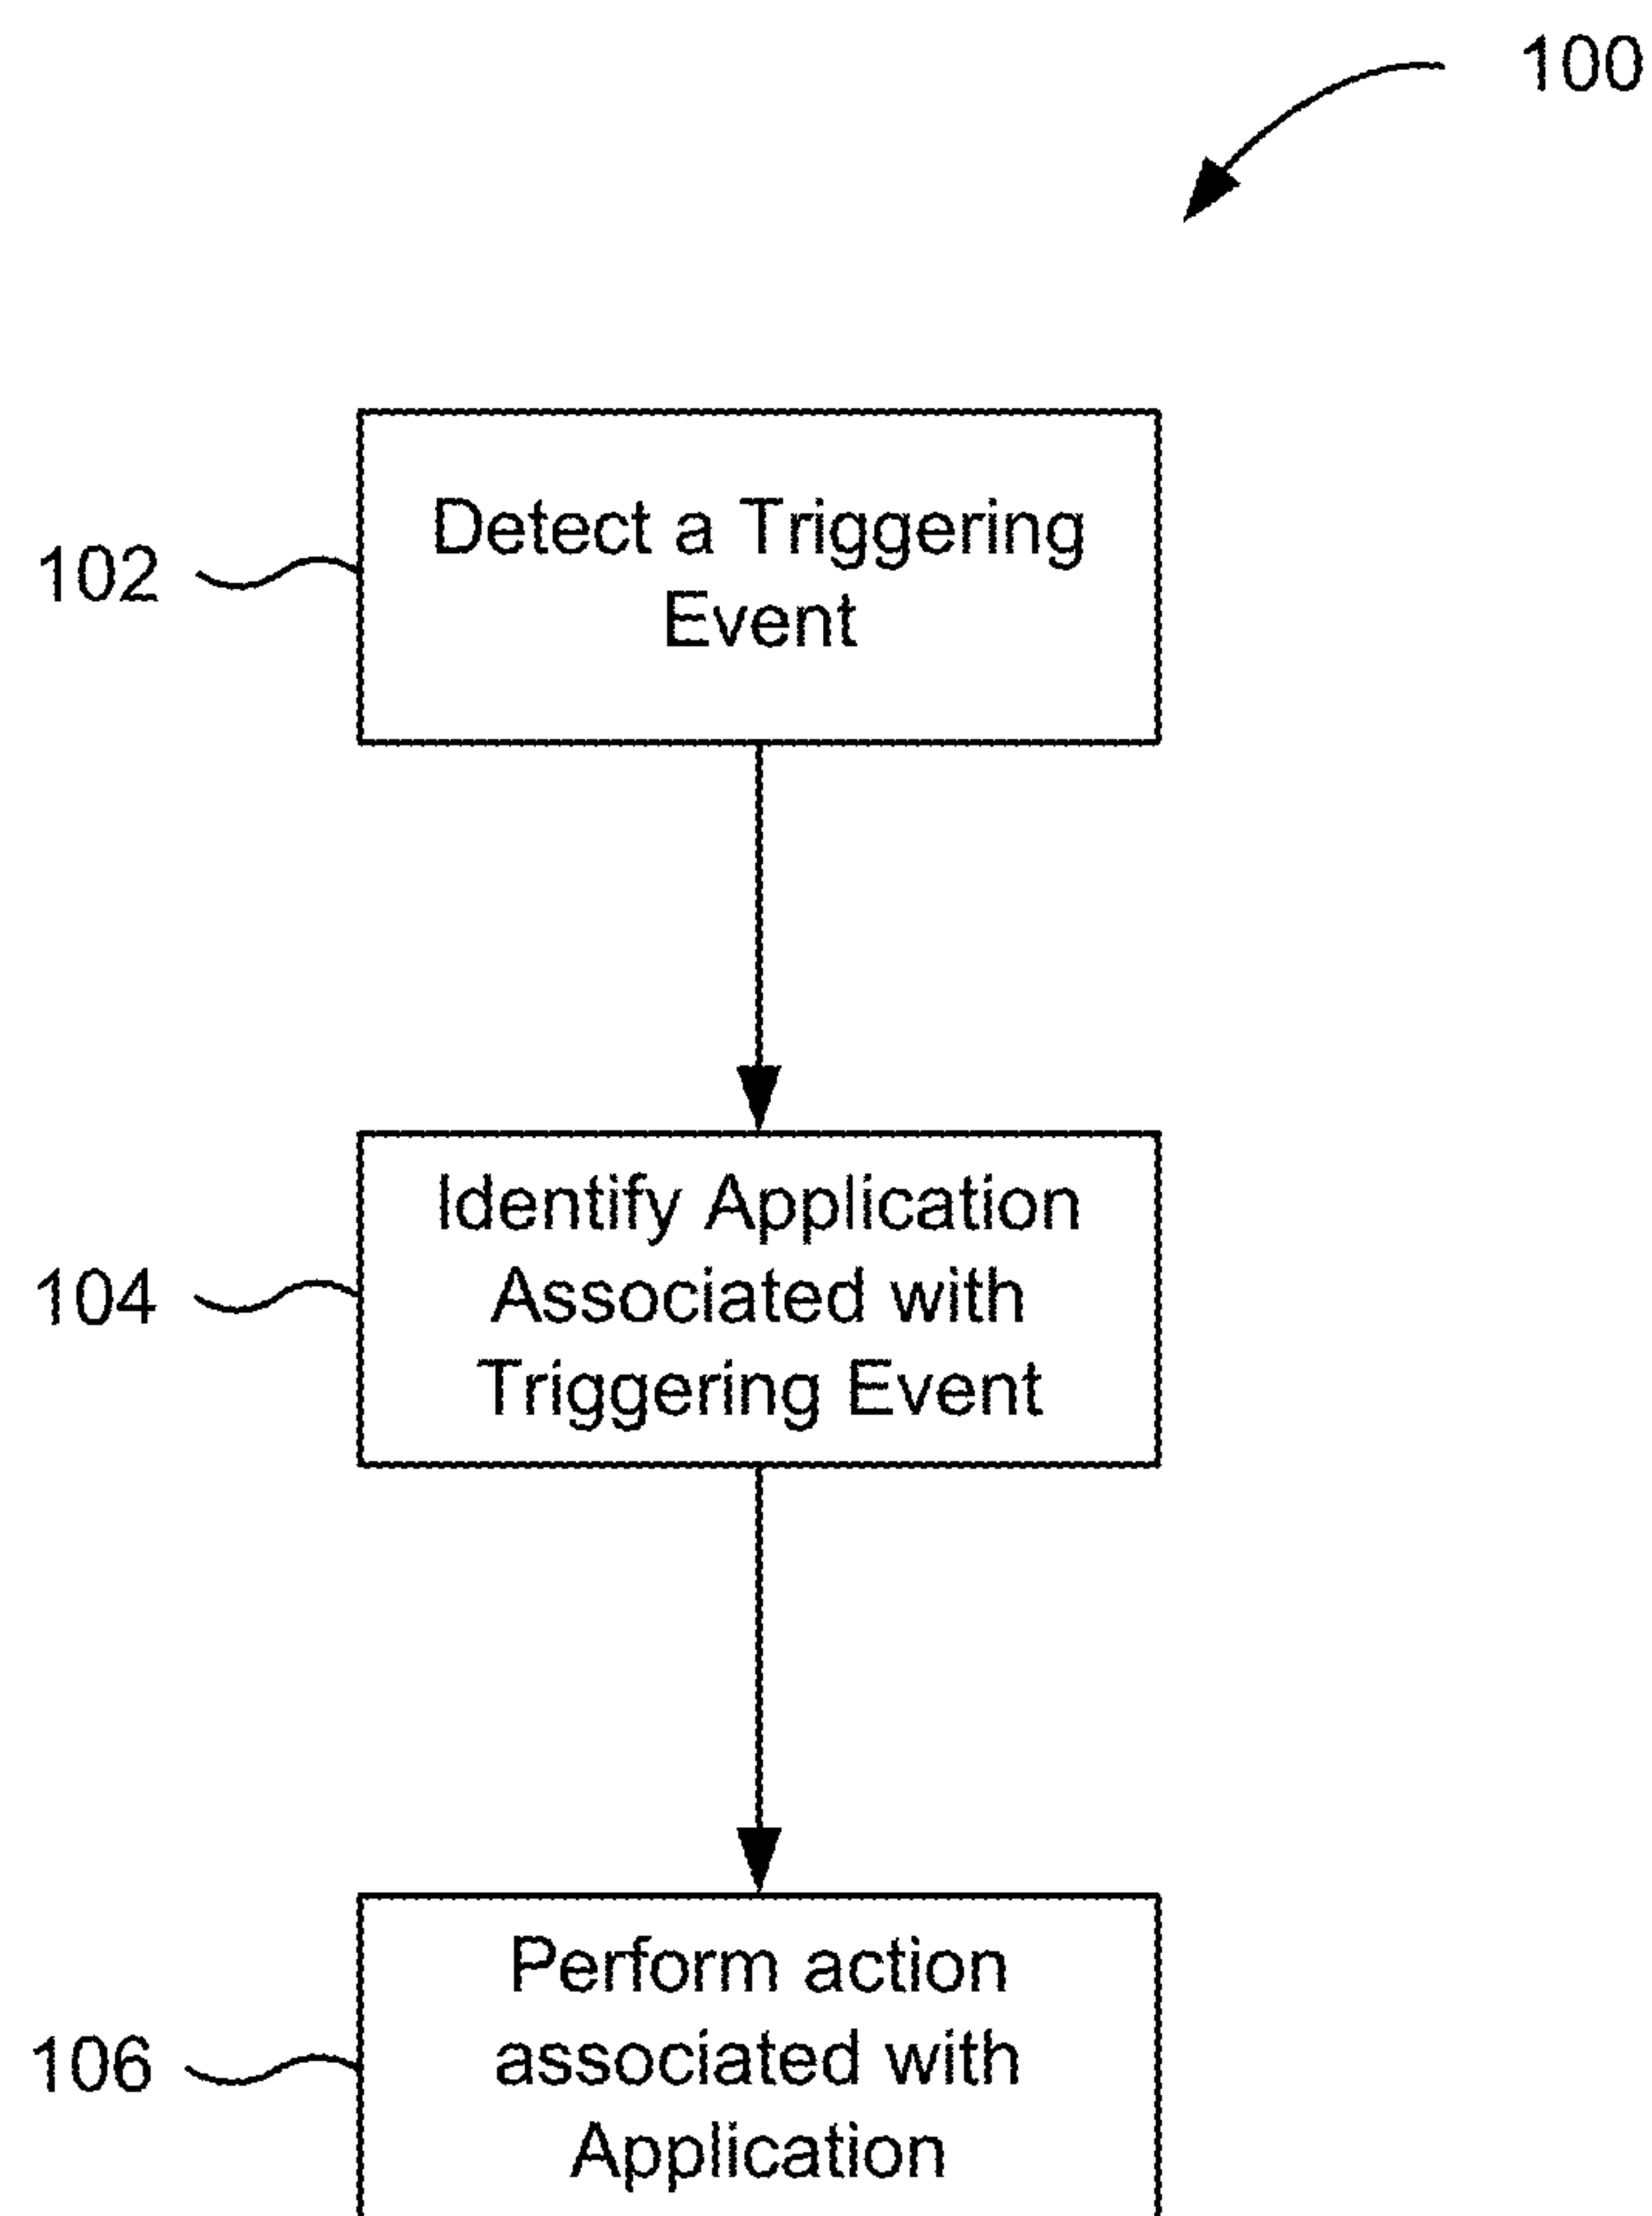 100
102
Detect a Triggering
Event
104
Identify Application
Associated with
Triggering Event
106
Perform action
associated with
Application